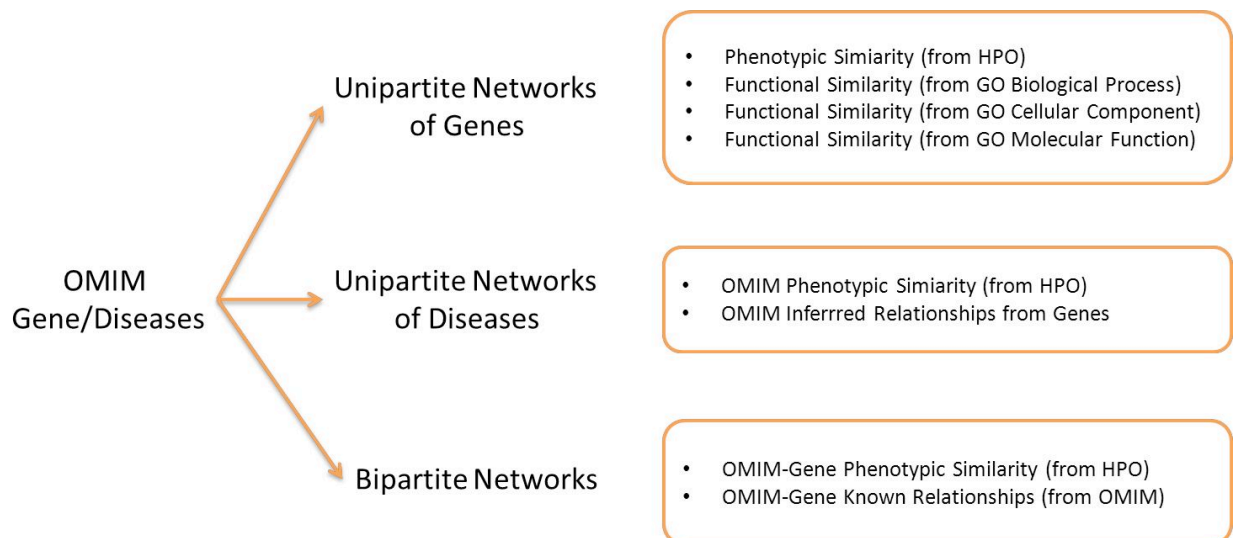 OMIM
Gene/Diseases
Unipartite Networks
of Genes
• Phenotypic Simiarity (from HPO)
• Functional Similarity (from GO Biological Process)
• Functional Similarity (from GO Cellular Component)
• Functional Similarity (from GO Molecular Function)
Unipartite Networks
of Diseases
• OMIM Phenotypic Simiarity (from HPO)
• OMIM Inferrred Relationships from Genes
Bipartite Networks
• OMIM-Gene Phenotypic Similarity (from HPO)
• OMIM-Gene Known Relationships (from OMIM)